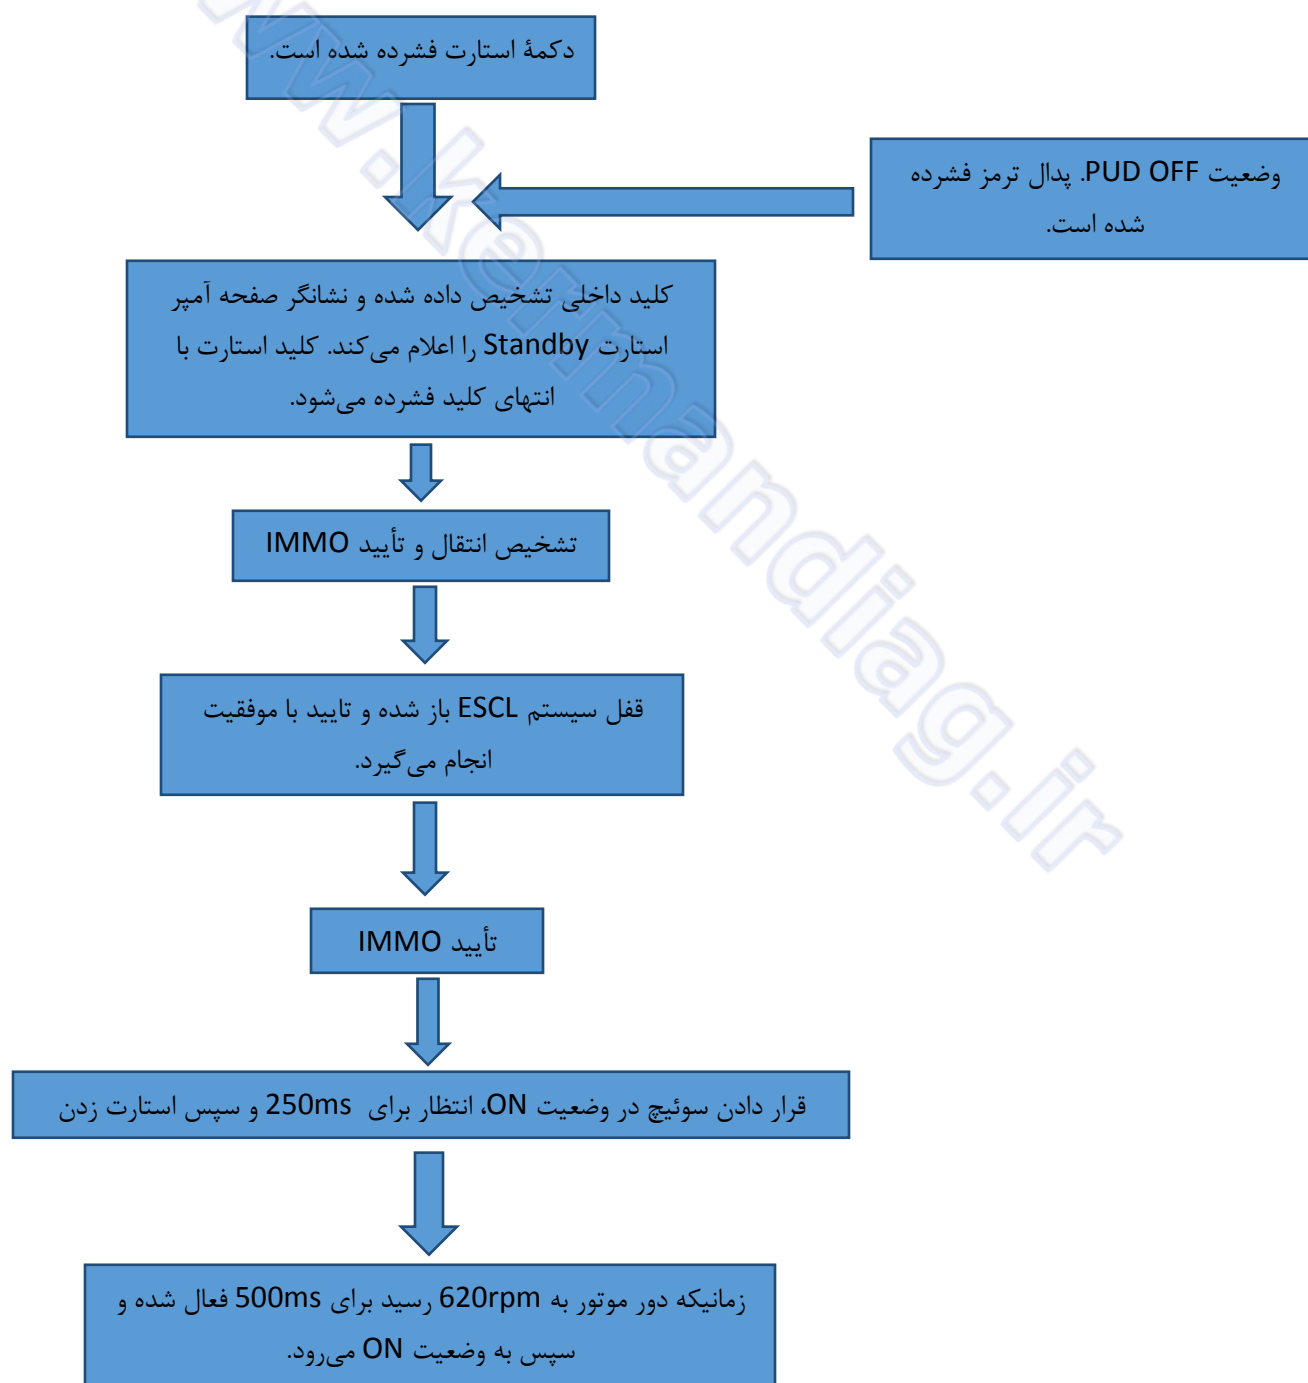 دکمهٔ استارت فشرده شده است.
وضعیت PUD OFF. پدال ترمز فشرده
شده است.
کلید داخلی تشخیص داده شده و نشانگر صفحه آمپر
استارت Standby را اعلام می‌کند. کلید استارت با
انتهای کلید فشرده می‌شود.
تشخیص انتقال و تأیید IMMO
قفل سیستم ESCL باز شده و تایید با موفقیت
انجام می‌گیرد.
تأیید IMMO
قرار دادن سوئیچ در وضعیت ON، انتظار برای 250ms و سپس استارت زدن
زمانیکه دور موتور به 620rpm رسید برای 500ms فعال شده و
سپس به وضعیت ON می‌رود.
www.kermandiag.ir